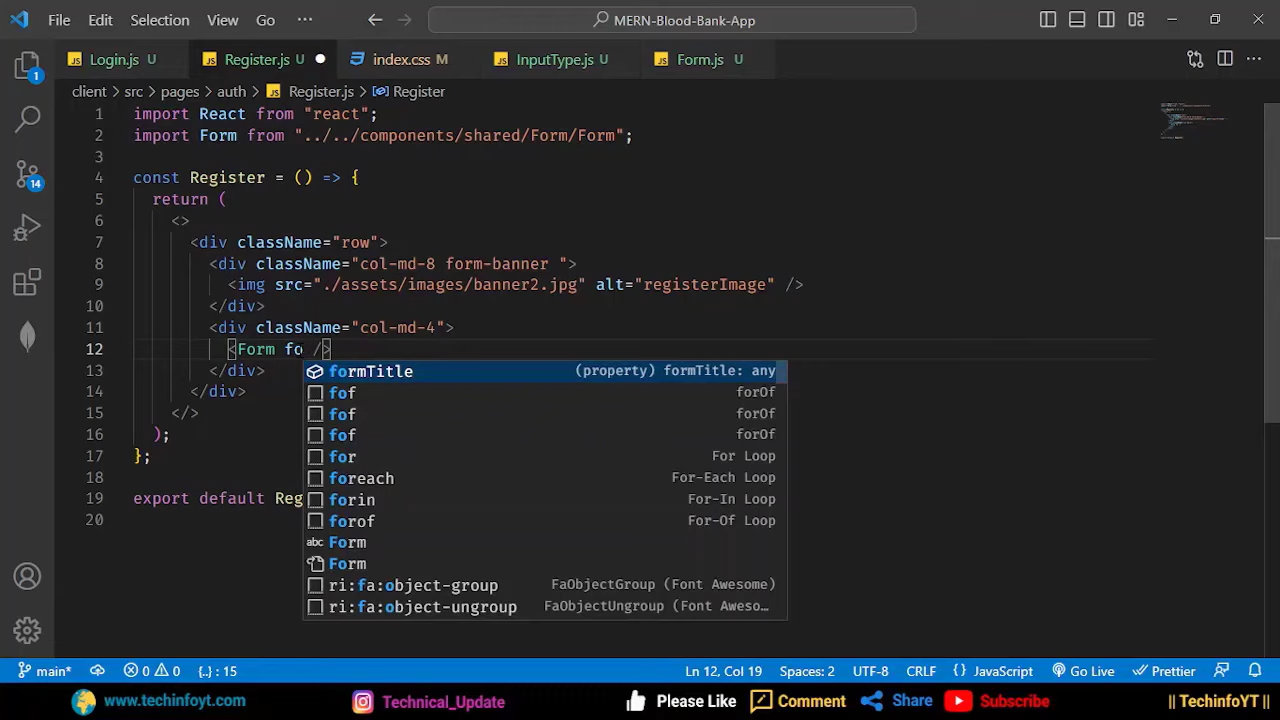 File Edit Selection View Go ··· MERN-Blood-Bank-App
Login.js U Register.js U index.css M InputType.js U Form.js U
client > src > pages > auth > Register.js > Register
1 import React from "react";
2 import Form from "../../components/shared/Form/Form";
3
4 const Register = () => {
5 return (
6 <>
7 <div className="row">
8 <div className="col-md-8 form-banner ">
9 <img src="./assets/images/banner2.jpg" alt="registerImage" />
10 </div>
11 <div className="col-md-4">
12 <Form fo />
13 </div>
14 </div>
15 </>
16 );
17 };
18
19 export default Reg
20
formTitle (property) formTitle: any
fof forOf
fof forOf
fof forOf
for For Loop
foreach For-Each Loop
forin For-In Loop
forof For-Of Loop
abc Form
Form
ri:fa:object-group FaObjectGroup (Font Awesome)
ri:fa:object-ungroup FaObjectUngroup (Font Aweso…
1
14
main* 0 0 {..} : 15 Ln 12, Col 19 Spaces: 2 UTF-8 CRLF {} JavaScript Go Live Prettier
www.techinfoyt.com Technical_Update Please Like Comment Share Subscribe || TechinfoYT ||